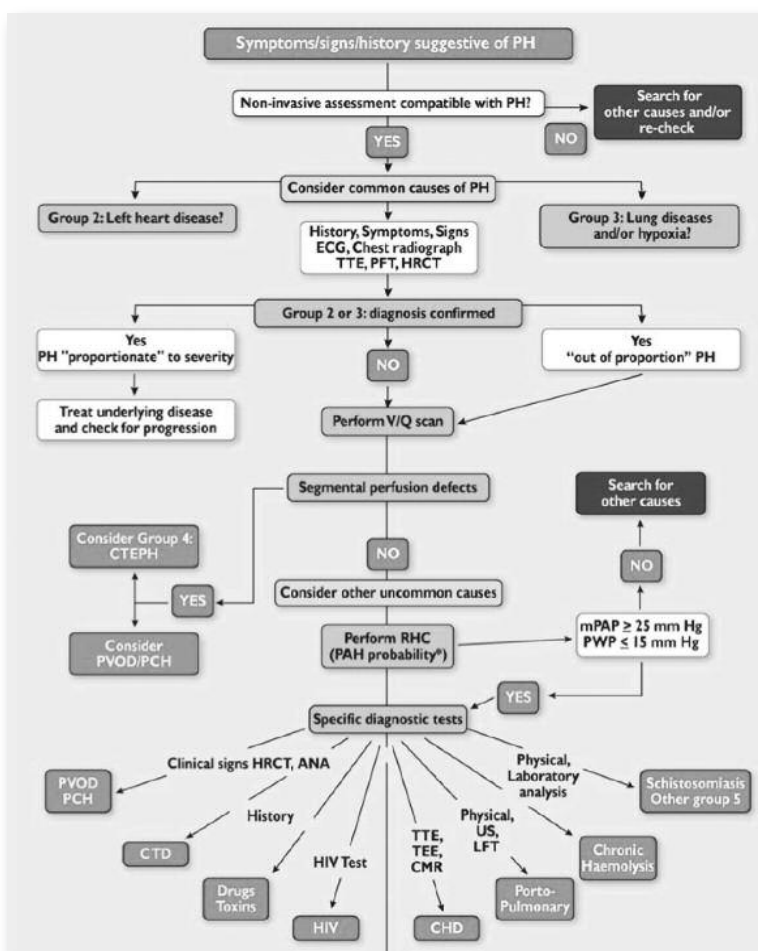 Symptoms/signs/history suggestive of PH
Non-invasive assessment compatible with PH?
Search for
other causes and/or
re-check
NO
YES
Consider common causes of PH
Group 2: Left heart disease?
History, Symptoms, Signs
ECG, Chest radiograph
TTE, PFT, HRCT
Group 3: Lung diseases
and/or hypoxia?
Group 2 or 3: diagnosis confirmed
Yes
PH "proportionate" to severity
NO
Yes
"out of proportion" PH
Treat underlying disease
and check for progression
Perform V/Q scan
Segmental perfusion defects
Search for
other causes
Consider Group 4:
CTEPH
NO
NO
YES
Consider other uncommon causes
Consider
PVOD/PCH
Perform RHC
(PAH probability*)
mPAP ≥ 25 mm Hg
PWP ≤ 15 mm Hg
YES
Specific diagnostic tests
Clinical signs HRCT, ANA
Physical,
Laboratory
analysis
PVOD
PCH
Schistosomiasis
Other group 5
History
HIV Test
TTE,
TEE,
CMR
Physical,
US,
LFT
CTD
Chronic
Haemolysis
Drugs
Toxins
Porto-
Pulmonary
HIV
CHD